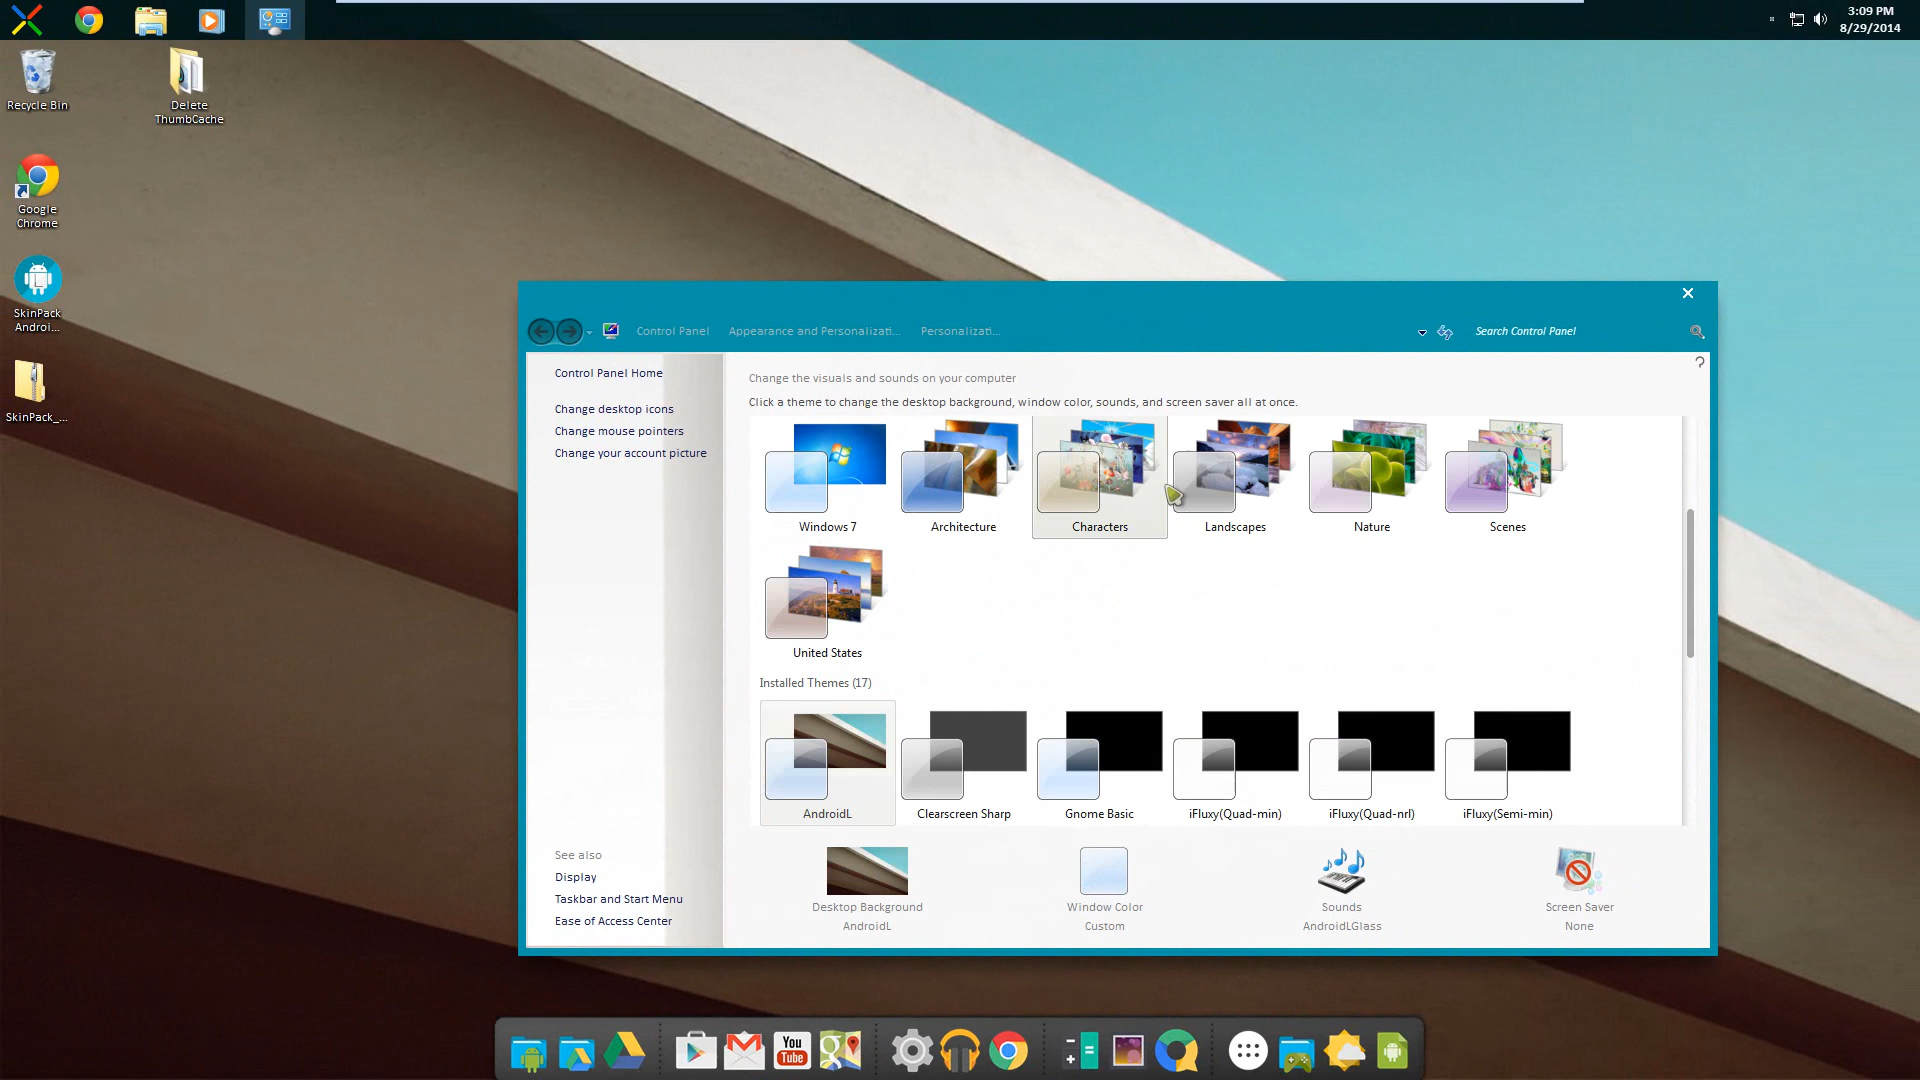 3:09 PM
8/29/2014
Recycle Bin
Delete
ThumbCache
Google
Chrome
SkinPack
Androi...
SkinPack_...
Control Panel
Appearance and Personalizati...
Personalizati...
Search Control Panel
?
Control Panel Home
Change desktop icons
Change mouse pointers
Change your account picture
Change the visuals and sounds on your computer
Click a theme to change the desktop background, window color, sounds, and screen saver all at once.
Windows 7
Architecture
Characters
Landscapes
Nature
Scenes
United States
Installed Themes (17)
AndroidL
Clearscreen Sharp
Gnome Basic
iFluxy(Quad-min)
iFluxy(Quad-nrl)
iFluxy(Semi-min)
See also
Display
Taskbar and Start Menu
Ease of Access Center
Desktop Background
AndroidL
Window Color
Custom
Sounds
AndroidLGlass
Screen Saver
None
You
Tube
g